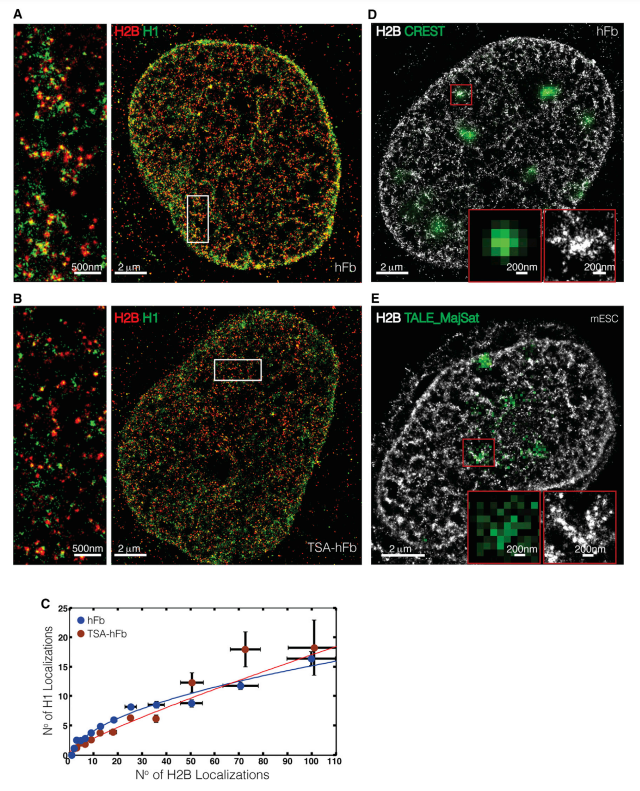 A
H2B H1
500nm
2 µm
hFb
D
H2B CREST
hFb
200nm
200nm
2 µm
B
H2B H1
500nm
2 µm
TSA-hFb
E
H2B TALE_MajSat
mESC
200nm
200nm
2 µm
C
25
20
15
10
5
0
hFb
TSA-hFb
Nº of H1 Localizations
0 10 20 30 40 50 60 70 80 90 100 110
Nº of H2B Localizations